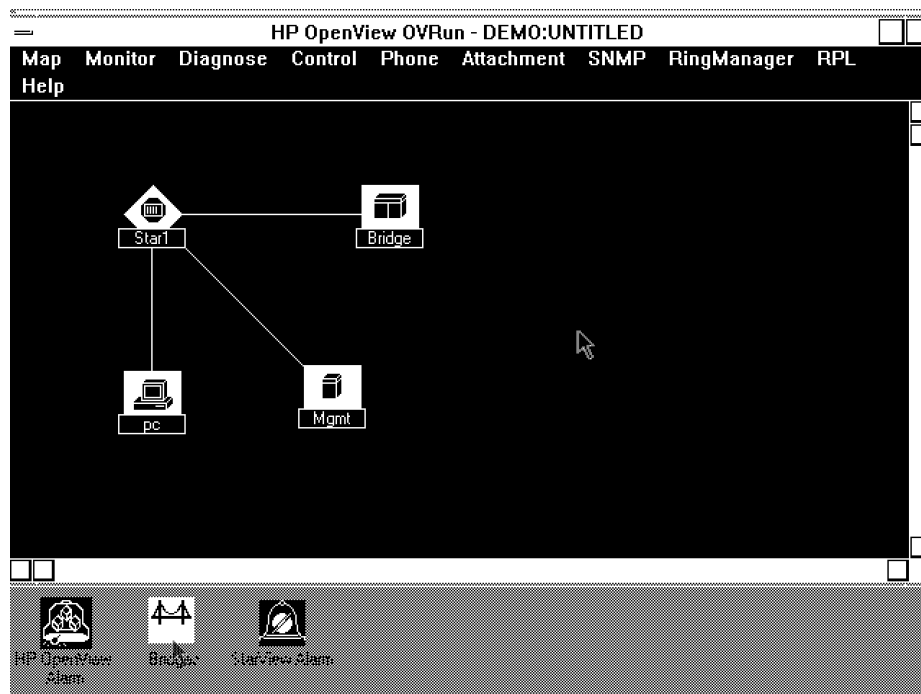 HP OpenView OVRun - DEMO:UNTITLED
Map Monitor Diagnose Control Phone Attachment SNMP RingManager RPL
Help
Star1
Bridge
pc
Mgmt
HP OpenView
Alarm
StarView Alarm